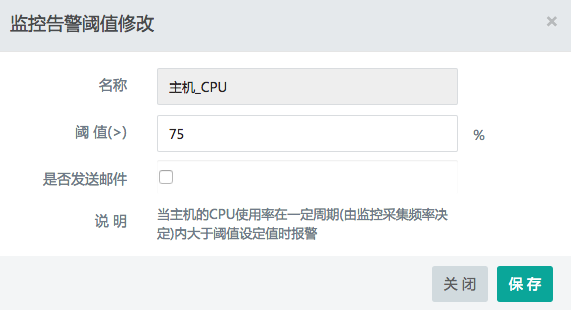 监控告警阈值修改 ×
名称 主机_CPU
阈 值(>) 75 %
是否发送邮件
说 明 当主机的CPU使用率在一定周期(由监控采集频率决
定)内大于阈值设定值时报警
关 闭 保 存